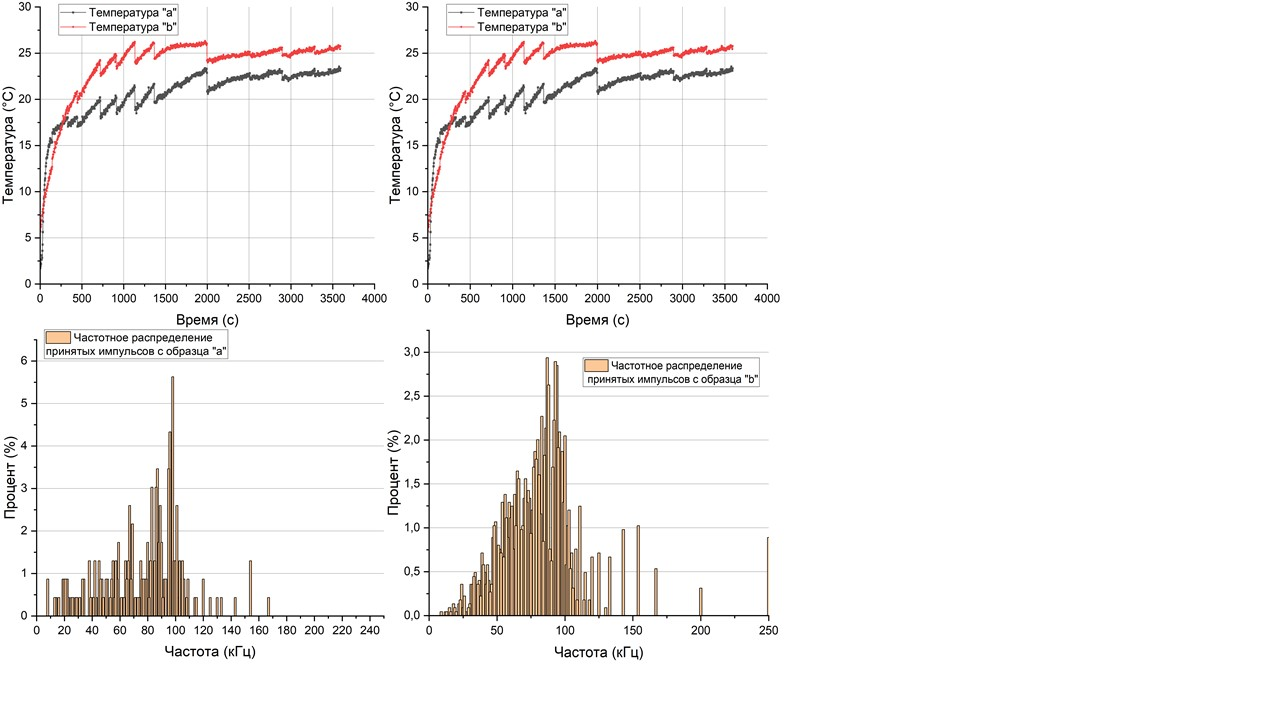 Температура "a"
Температура "b"
30
25
20
15
10
5
0
Температура (°C)
0 500 1000 1500 2000 2500 3000 3500 4000
Время (с)
Температура "a"
Температура "b"
30
25
20
15
10
5
0
Температура (°C)
0 500 1000 1500 2000 2500 3000 3500 4000
Время (с)
Частотное распределение
принятых импульсов с образца "a"
6
5
4
3
2
1
0
Процент (%)
0 20 40 60 80 100 120 140 160 180 200 220 240
Частота (кГц)
Частотное распределение
принятых импульсов с образца "b"
3,0
2,5
2,0
1,5
1,0
0,5
0,0
Процент (%)
0 50 100 150 200 250
Частота (кГц)